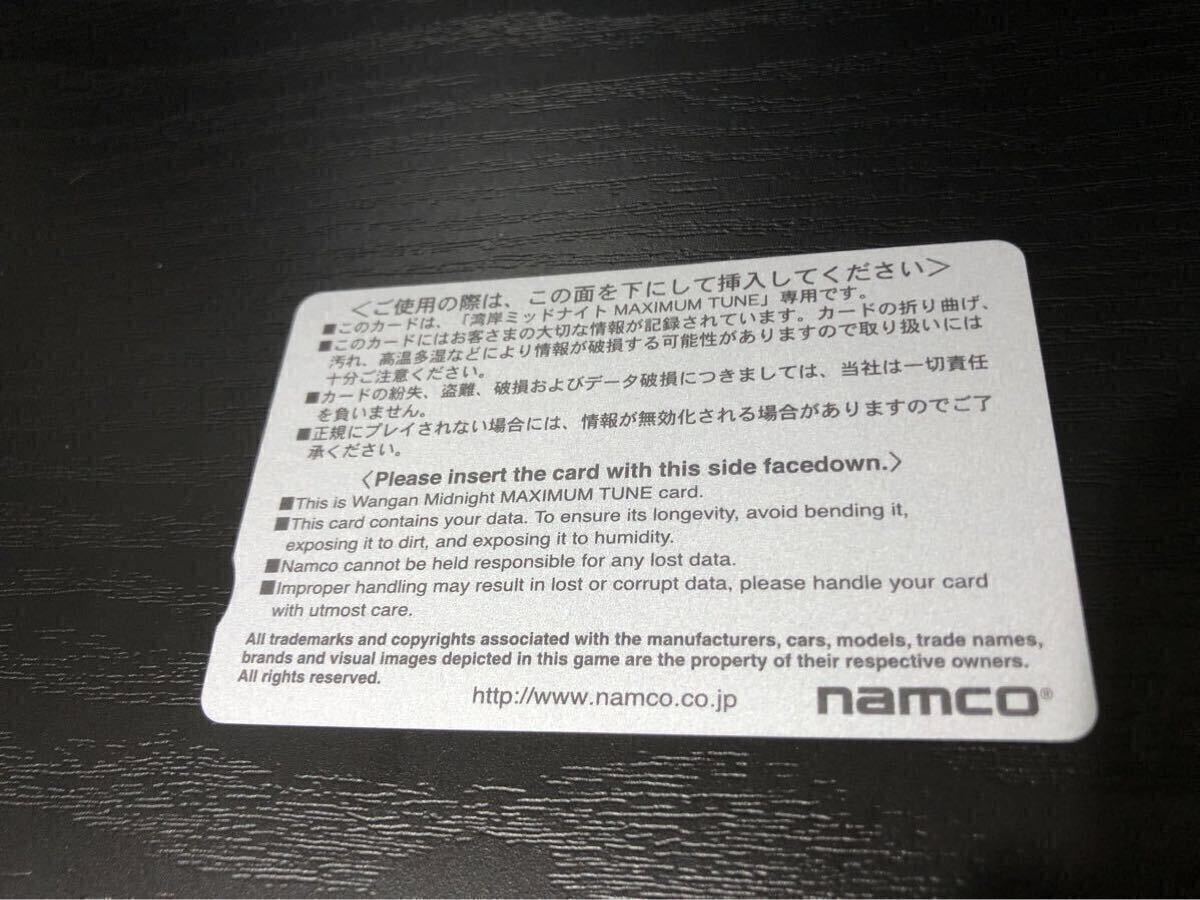 ＜ご使用の際は、この面を下にして挿入してください＞
■このカードは、「湾岸ミッドナイト MAXIMUM TUNE」専用です。
■このカードにはお客さまの大切な情報が記録されています。カードの折り曲げ、
汚れ、高温多湿などにより情報が破損する可能性がありますので取り扱いには
十分ご注意ください。
■カードの紛失、盗難、破損およびデータ破損につきましては、当社は一切責任
を負いません。
■正規にプレイされない場合には、情報が無効化される場合がありますのでご了
承ください。
〈Please insert the card with this side facedown.〉
■This is Wangan Midnight MAXIMUM TUNE card.
■This card contains your data. To ensure its longevity, avoid bending it,
exposing it to dirt, and exposing it to humidity.
■Namco cannot be held responsible for any lost data.
■Improper handling may result in lost or corrupt data, please handle your card
with utmost care.
All trademarks and copyrights associated with the manufacturers, cars, models, trade names,
brands and visual images depicted in this game are the property of their respective owners.
All rights reserved.
http://www.namco.co.jp namco®